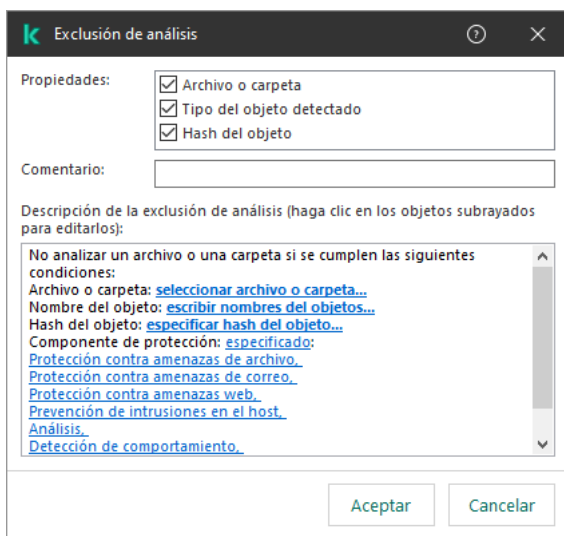 Exclusión de análisis
Propiedades:
Archivo o carpeta
Tipo del objeto detectado
Hash del objeto
Comentario:
Descripción de la exclusión de análisis (haga clic en los objetos subrayados
para editarlos):
No analizar un archivo o una carpeta si se cumplen las siguientes
condiciones:
Archivo o carpeta: seleccionar archivo o carpeta...
Nombre del objeto: escribir nombres del objetos...
Hash del objeto: especificar hash del objeto...
Componente de protección: especificado:
Protección contra amenazas de archivo,
Protección contra amenazas de correo,
Protección contra amenazas web,
Prevención de intrusiones en el host,
Análisis,
Detección de comportamiento,
Aceptar Cancelar